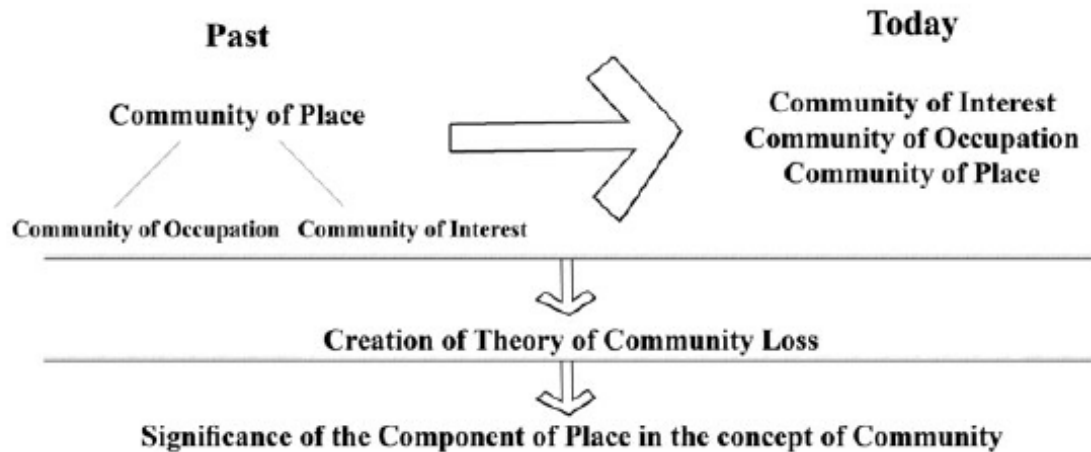 Past
Today
Community of Place
Community of Interest
Community of Occupation
Community of Place
Community of Occupation
Community of Interest
Creation of Theory of Community Loss
Significance of the Component of Place in the concept of Community